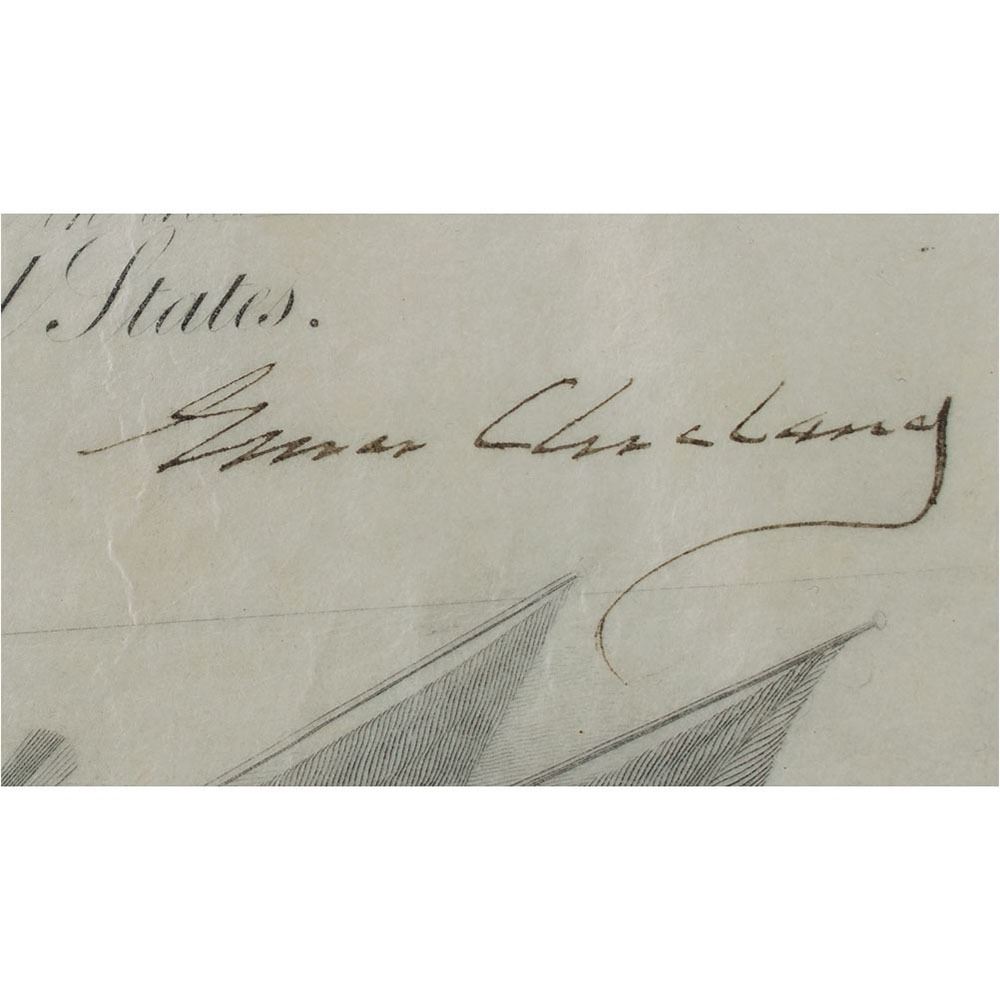 d States.
Grover Cleveland